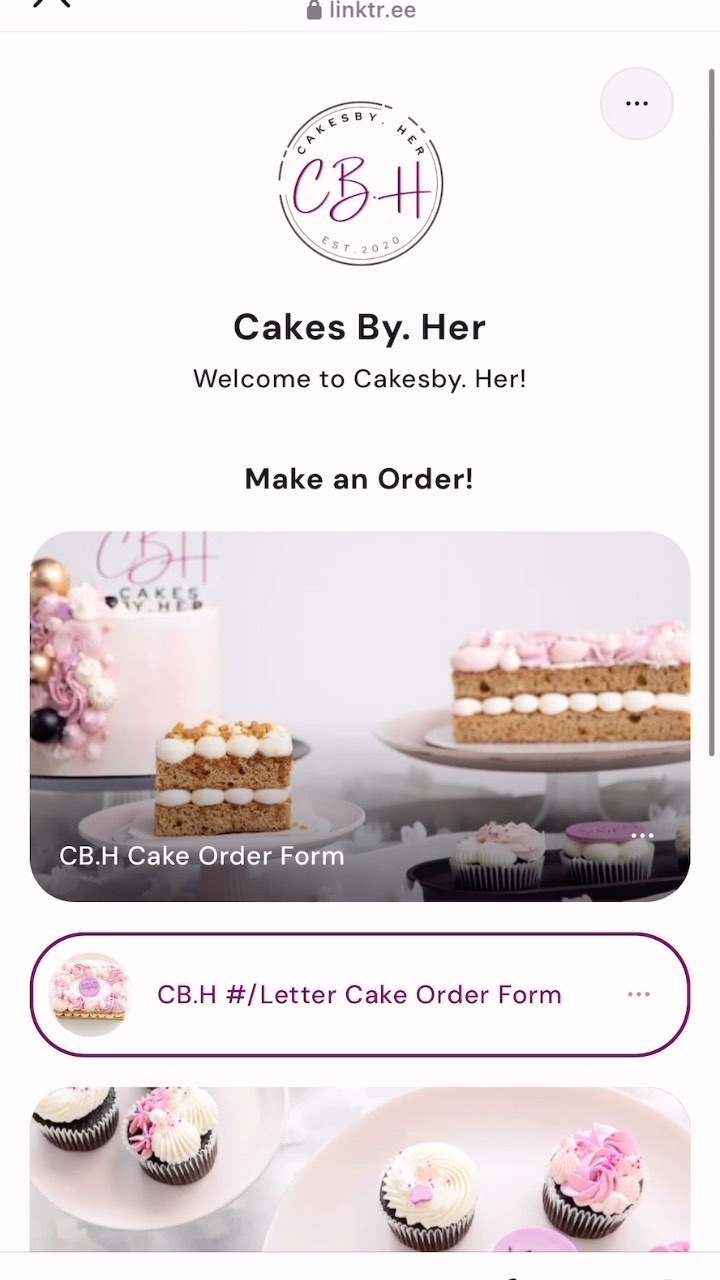 linktr.ee
CAKESBY. HER
CB.H
EST.2020
Cakes By. Her
Welcome to Cakesby. Her!
Make an Order!
CBH
CAKES
BY.HER
CB.H Cake Order Form
CB.H #/Letter Cake Order Form